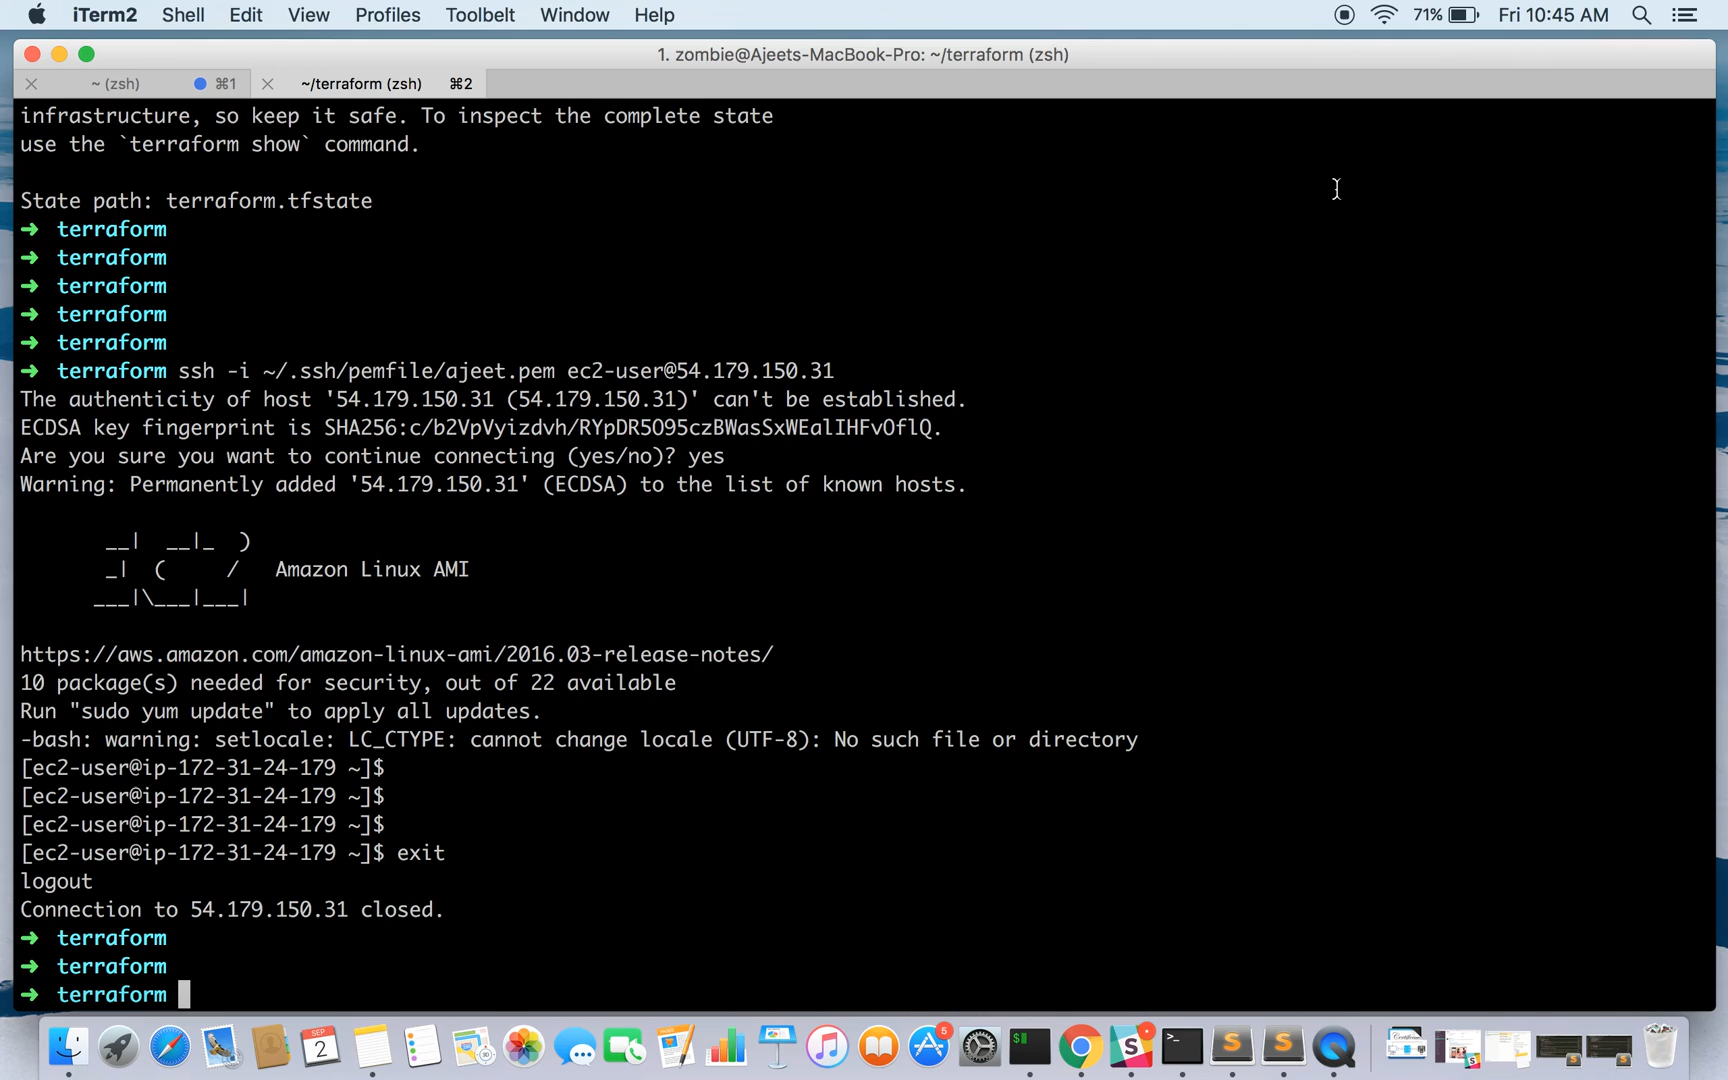 iTerm2 Shell Edit View Profiles Toolbelt Window Help 71% Fri 10:45 AM
1. zombie@Ajeets-MacBook-Pro: ~/terraform (zsh)
~ (zsh) ⌘1 ~/terraform (zsh) ⌘2
infrastructure, so keep it safe. To inspect the complete state
use the `terraform show` command.
State path: terraform.tfstate
➜ terraform
➜ terraform
➜ terraform
➜ terraform
➜ terraform
➜ terraform ssh -i ~/.ssh/pemfile/ajeet.pem ec2-user@54.179.150.31
The authenticity of host '54.179.150.31 (54.179.150.31)' can't be established.
ECDSA key fingerprint is SHA256:c/b2VpVyizdvh/RYpDR5O95czBWasSxWEalIHFvOflQ.
Are you sure you want to continue connecting (yes/no)? yes
Warning: Permanently added '54.179.150.31' (ECDSA) to the list of known hosts.
       __|  __|_  )
       _|  (     /   Amazon Linux AMI
      ___|\___|___|
https://aws.amazon.com/amazon-linux-ami/2016.03-release-notes/
10 package(s) needed for security, out of 22 available
Run "sudo yum update" to apply all updates.
-bash: warning: setlocale: LC_CTYPE: cannot change locale (UTF-8): No such file or directory
[ec2-user@ip-172-31-24-179 ~]$
[ec2-user@ip-172-31-24-179 ~]$
[ec2-user@ip-172-31-24-179 ~]$
[ec2-user@ip-172-31-24-179 ~]$ exit
logout
Connection to 54.179.150.31 closed.
➜ terraform
➜ terraform
➜ terraform
SEP
2
5